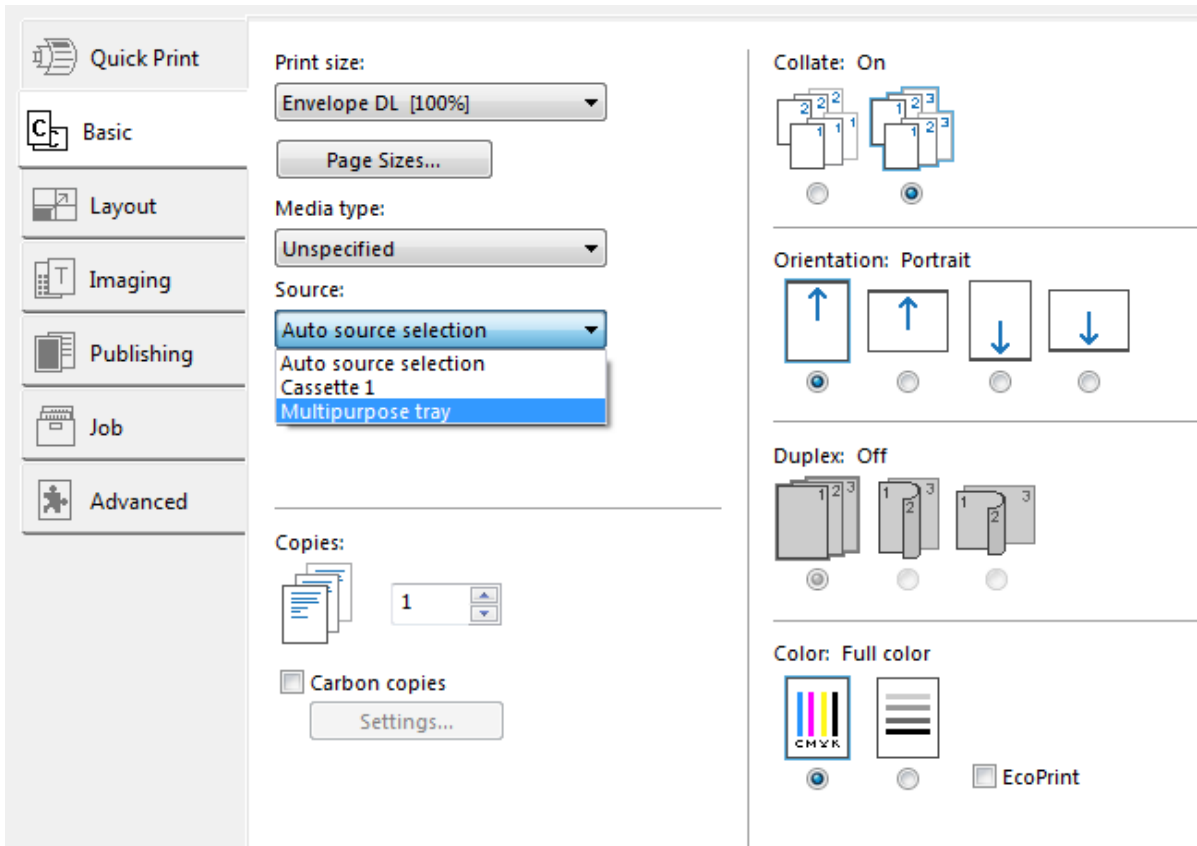 Quick Print
Basic
Layout
Imaging
Publishing
Job
Advanced
Print size:
Envelope DL [100%]
Page Sizes...
Media type:
Unspecified
Source:
Auto source selection
Auto source selection
Cassette 1
Multipurpose tray
Copies:
1
Carbon copies
Settings...
Collate: On
2 2 2 1 1 1
1 2 3 1 2 3
Orientation: Portrait
Duplex: Off
1 2 3
1 2 3
1 2 3
Color: Full color
CMYK
EcoPrint